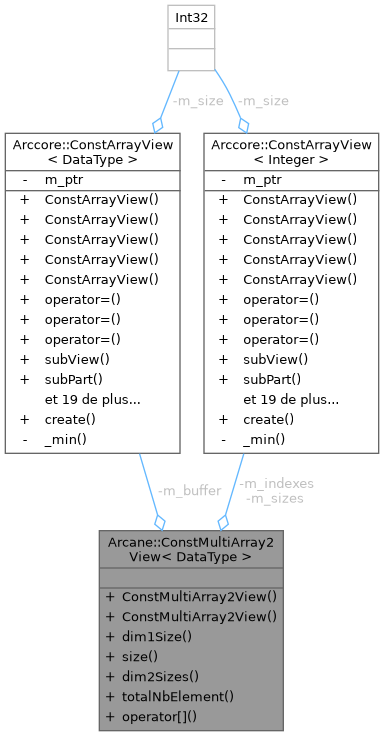 Int32
-m_size
-m_size
Arccore::ConstArrayView
< DataType >
- m_ptr
+ ConstArrayView()
+ ConstArrayView()
+ ConstArrayView()
+ ConstArrayView()
+ ConstArrayView()
+ operator=()
+ operator=()
+ operator=()
+ subView()
+ subPart()
et 19 de plus...
+ create()
- _min()
Arccore::ConstArrayView
< Integer >
- m_ptr
+ ConstArrayView()
+ ConstArrayView()
+ ConstArrayView()
+ ConstArrayView()
+ ConstArrayView()
+ operator=()
+ operator=()
+ operator=()
+ subView()
+ subPart()
et 19 de plus...
+ create()
- _min()
-m_buffer
-m_indexes
-m_sizes
Arcane::ConstMultiArray2
View< DataType >
+ ConstMultiArray2View()
+ ConstMultiArray2View()
+ dim1Size()
+ size()
+ dim2Sizes()
+ totalNbElement()
+ operator[]()